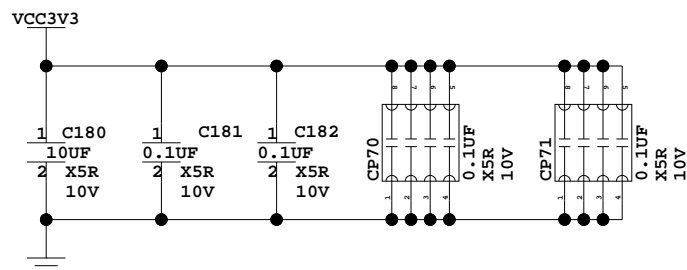 VCC3V3
1 C180
10UF
2 X5R
10V
1 C181
0.1UF
2 X5R
10V
1 C182
0.1UF
2 X5R
10V
8 7 6 5
CP70
0.1UF
X5R
10V
1 2 3 4
8 7 6 5
CP71
0.1UF
X5R
10V
1 2 3 4